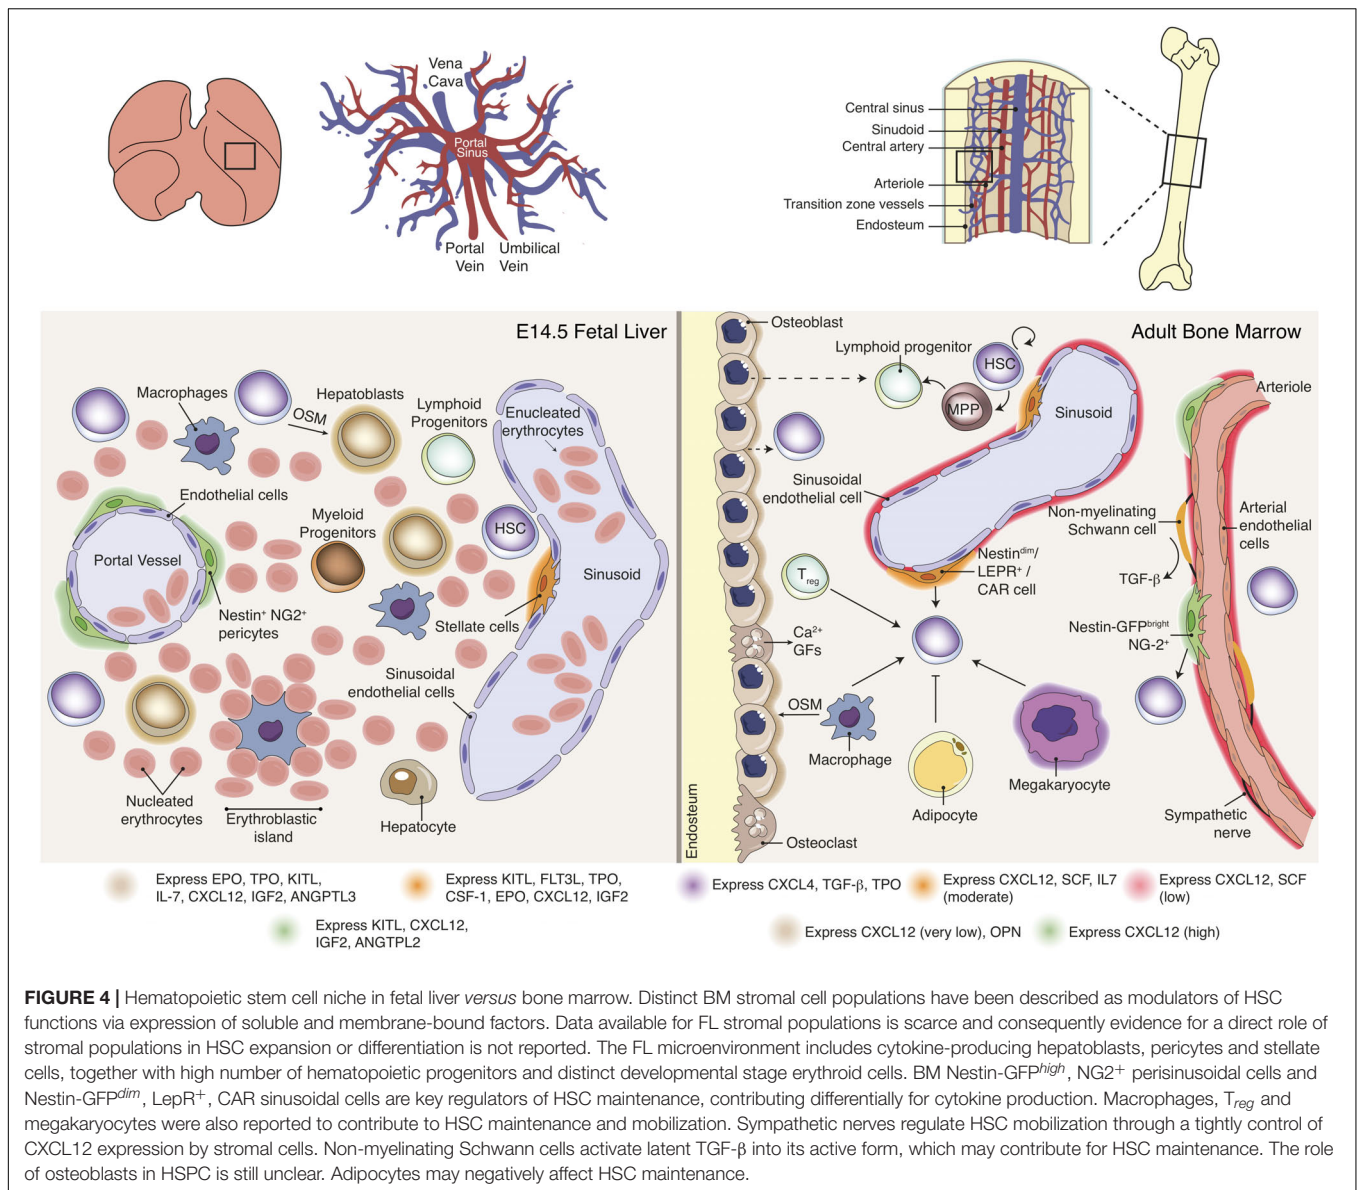 Vena
Cava
Portal
Sinus
Portal
Vein
Umbilical
Vein
Central sinus
Sinudoid
Central artery
Arteriole
Transition zone vessels
Endosteum
E14.5 Fetal Liver
Macrophages
OSM
Hepatoblasts
Lymphoid
Progenitors
Enucleated
erythrocytes
Endothelial cells
Portal Vessel
Myeloid
Progenitors
HSC
Sinusoid
Nestin⁺ NG2⁺
pericytes
Stellate cells
Sinusoidal
endothelial cells
Nucleated
erythrocytes
Erythroblastic
island
Hepatocyte
Adult Bone Marrow
Osteoblast
Lymphoid progenitor
HSC
MPP
Sinusoid
Arteriole
Sinusoidal
endothelial cell
Non-myelinating
Schwann cell
Arterial
endothelial
cells
TGF-β
Nestin^dim/
LEPR⁺ /
CAR cell
T_reg
Nestin-GFP^bright
NG-2⁺
Ca²⁺
GFs
OSM
Macrophage
Megakaryocyte
Adipocyte
Sympathetic
nerve
Osteoclast
Endosteum
Express EPO, TPO, KITL,
IL-7, CXCL12, IGF2, ANGPTL3
Express KITL, FLT3L, TPO,
CSF-1, EPO, CXCL12, IGF2
Express KITL, CXCL12,
IGF2, ANGTPL2
Express CXCL4, TGF-β, TPO
Express CXCL12, SCF, IL7
(moderate)
Express CXCL12, SCF
(low)
Express CXCL12 (very low), OPN
Express CXCL12 (high)
FIGURE 4 | Hematopoietic stem cell niche in fetal liver versus bone marrow. Distinct BM stromal cell populations have been described as modulators of HSC
functions via expression of soluble and membrane-bound factors. Data available for FL stromal populations is scarce and consequently evidence for a direct role of
stromal populations in HSC expansion or differentiation is not reported. The FL microenvironment includes cytokine-producing hepatoblasts, pericytes and stellate
cells, together with high number of hematopoietic progenitors and distinct developmental stage erythroid cells. BM Nestin-GFP^high, NG2⁺ perisinusoidal cells and
Nestin-GFP^dim, LepR⁺, CAR sinusoidal cells are key regulators of HSC maintenance, contributing differentially for cytokine production. Macrophages, T_reg and
megakaryocytes were also reported to contribute to HSC maintenance and mobilization. Sympathetic nerves regulate HSC mobilization through a tightly control of
CXCL12 expression by stromal cells. Non-myelinating Schwann cells activate latent TGF-β into its active form, which may contribute for HSC maintenance. The role
of osteoblasts in HSPC is still unclear. Adipocytes may negatively affect HSC maintenance.